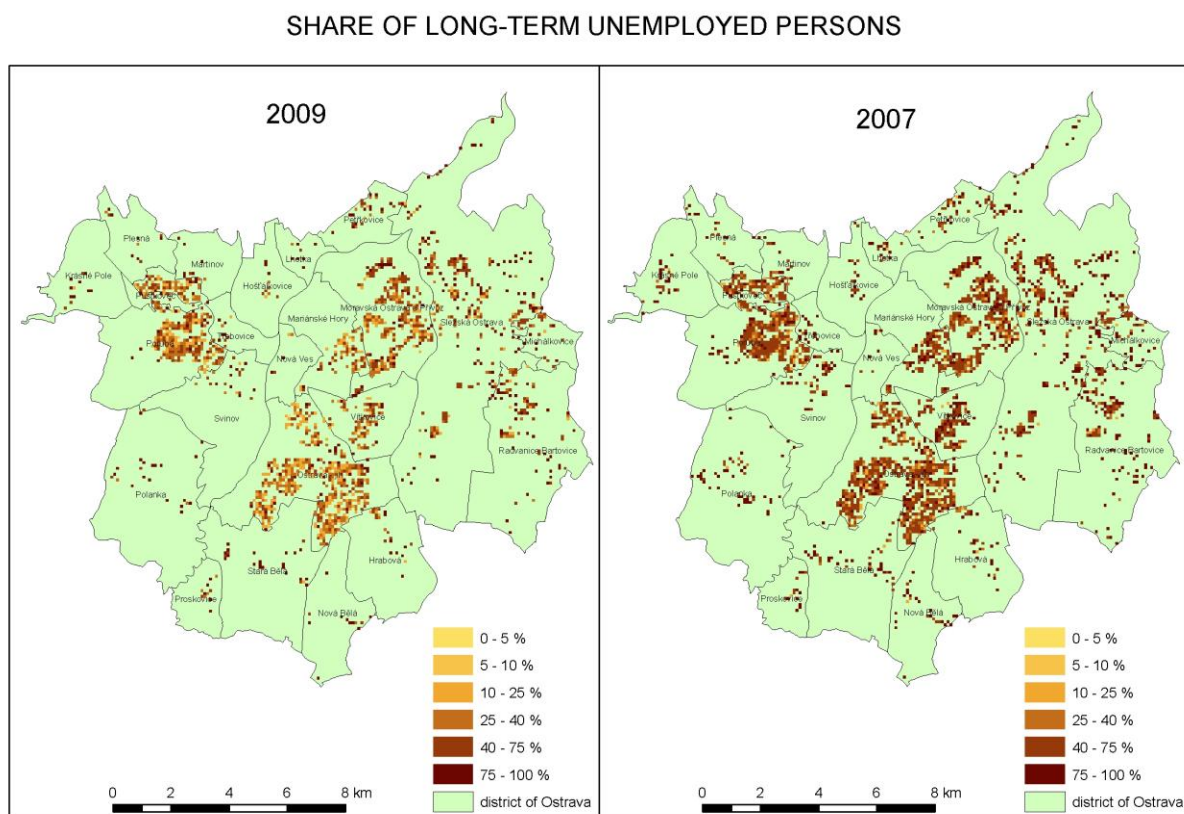 SHARE OF LONG-TERM UNEMPLOYED PERSONS
2009
Petřkovice
Plesná
Martinov
Lhotka
Krásné Pole
Hošťálkovice
Pustkovec
Moravská Ostrava a Přívoz
Mariánské Hory
Slezská Ostrava
Michálkovice
Poruba
Nová Ves
Svinov
Vítkovice
Radvanice Bartovice
Polanka
Hrabová
Stará Bělá
Proskovice
Nová Bělá
0 - 5 %
5 - 10 %
10 - 25 %
25 - 40 %
40 - 75 %
75 - 100 %
district of Ostrava
0 2 4 6 8 km
2007
Petřkovice
Plesná
Martinov
Lhotka
Krásné Pole
Hošťálkovice
Pustkovec
Moravská Ostrava a Přívoz
Mariánské Hory
Slezská Ostrava
Michálkovice
Poruba
Nová Ves
Svinov
Vítkovice
Radvanice Bartovice
Polanka
Hrabová
Stará Bělá
Proskovice
Nová Bělá
0 - 5 %
5 - 10 %
10 - 25 %
25 - 40 %
40 - 75 %
75 - 100 %
district of Ostrava
0 2 4 6 8 km